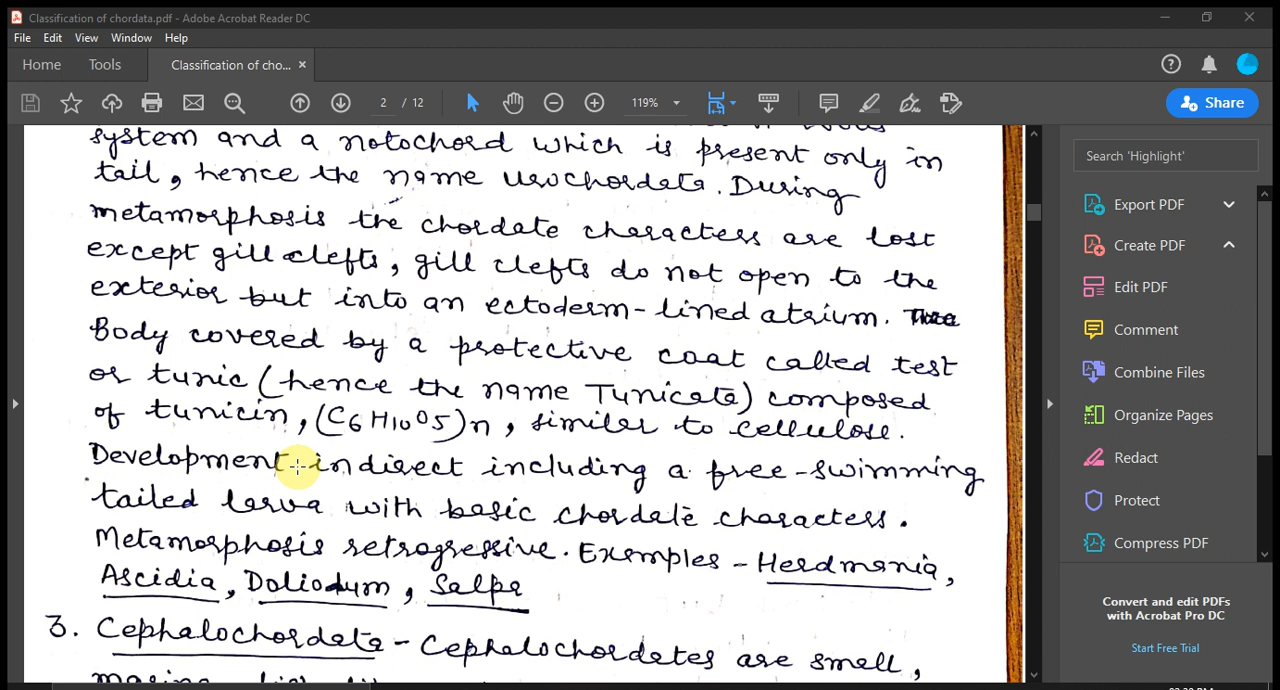 Classification of chordata.pdf - Adobe Acrobat Reader DC
File Edit View Window Help
Home Tools Classification of cho... ×
2 / 12 119% Share
system and a notochord which is present only in
tail, hence the name Urochordata. During
metamorphosis the chordate characters are lost
except gill clefts, gill clefts do not open to the
exterior but into an ectoderm-lined atrium.
Body covered by a protective coat called test
or tunic (hence the name Tunicata) composed
of tunicin, (C6H10O5)n, similar to cellulose.
Development indirect including a free-swimming
tailed larva with basic chordate characters.
Metamorphosis retrogressive. Examples - Herdmania,
Ascidia, Doliodum, Salpa
3. Cephalochordata - Cephalochordates are small,
Search 'Highlight'
Export PDF
Create PDF
Edit PDF
Comment
Combine Files
Organize Pages
Redact
Protect
Compress PDF
Convert and edit PDFs
with Acrobat Pro DC
Start Free Trial